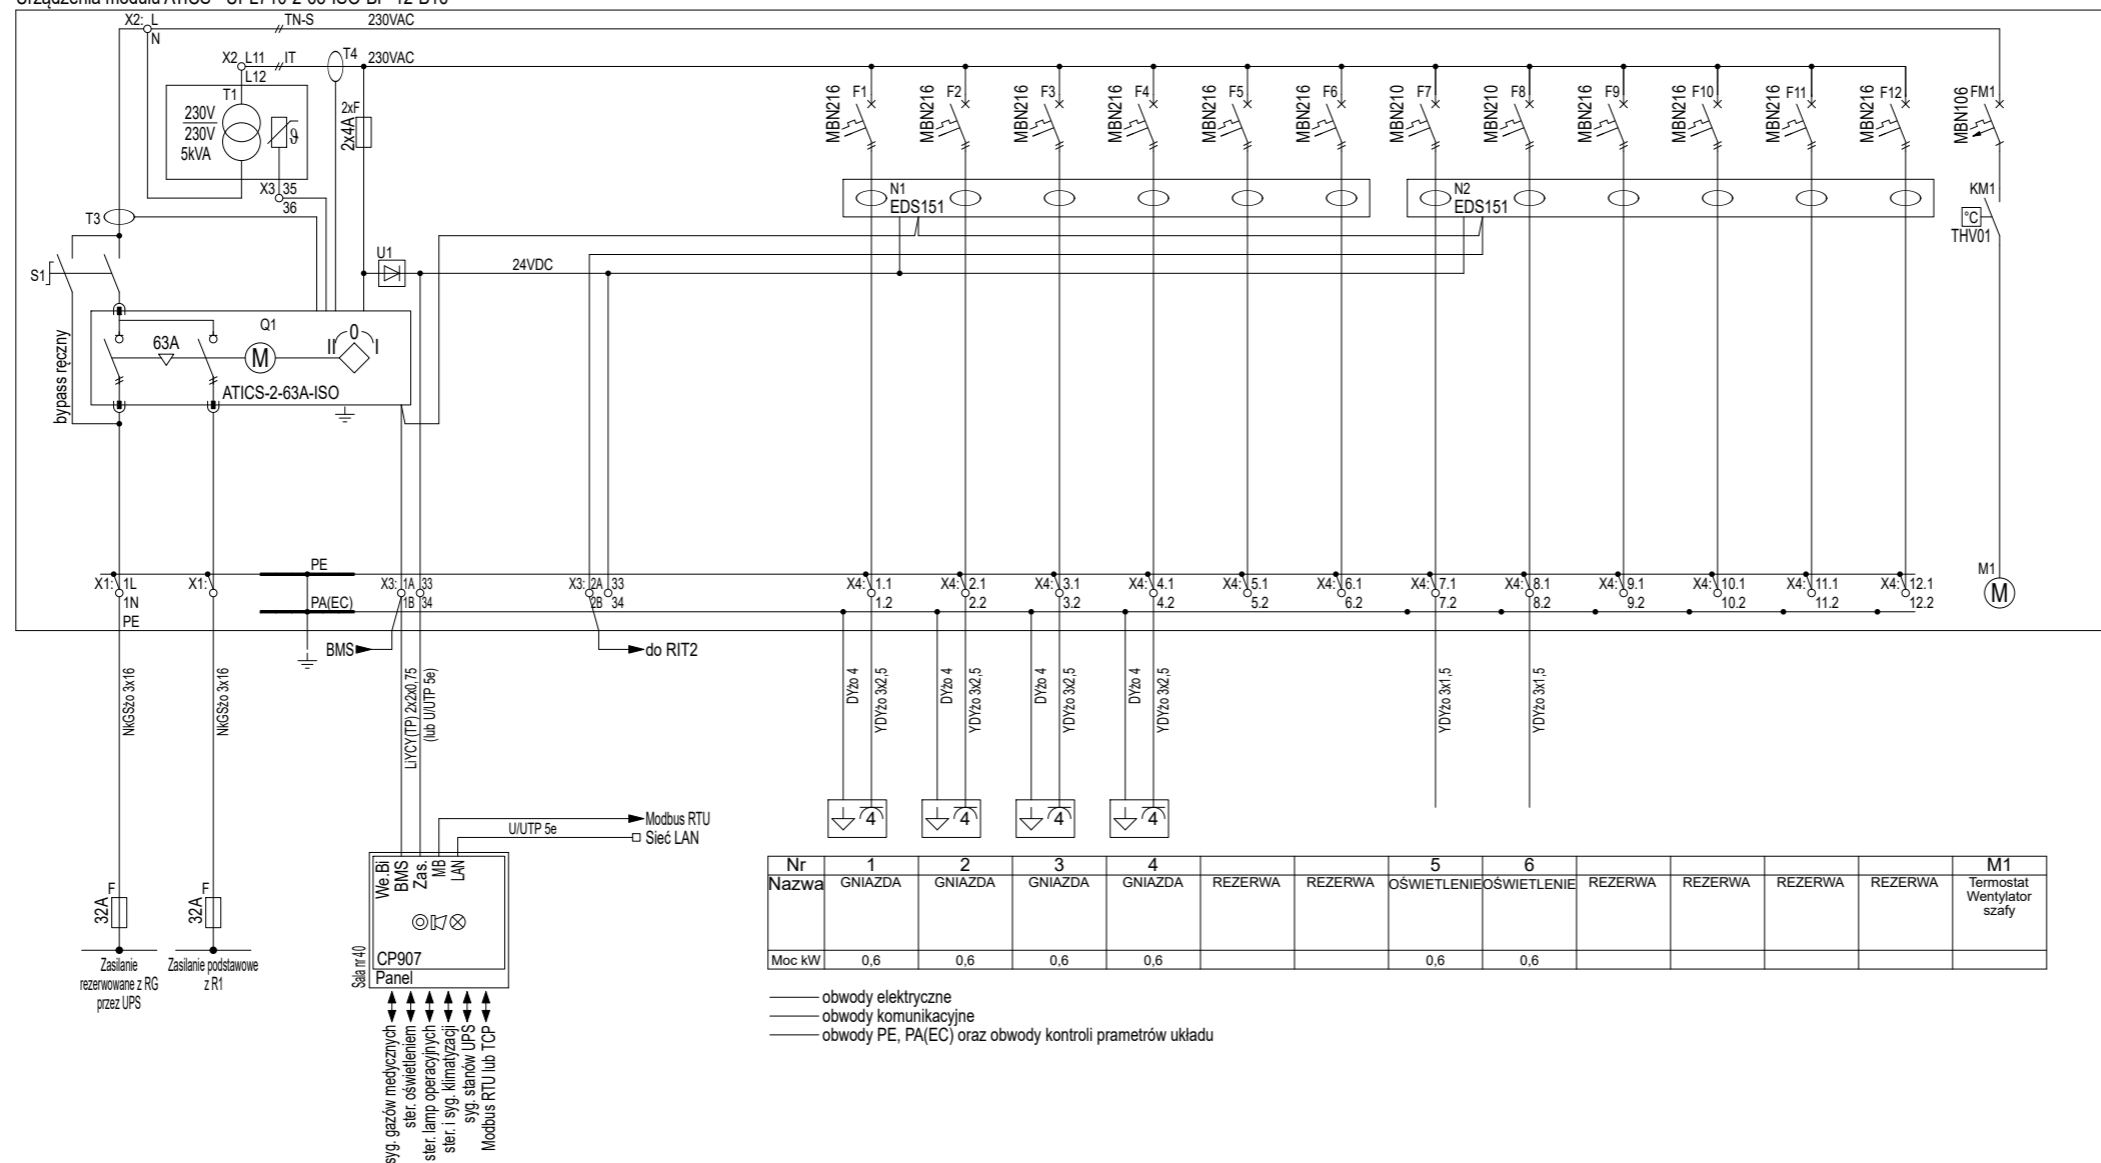 X2: L
N
TN-S
230VAC
X2 L11
L12
IT
T4
230VAC
T1
230V
230V
5kVA
ϑ
X3 35
36
2xF
2x4A
T3
S1
bypass ręczny
U1
24VDC
Q1
63A
M
II 0 I
ATICS-2-63A-ISO
MBN216 F1
MBN216 F2
MBN216 F3
MBN216 F4
MBN216 F5
MBN216 F6
MBN210 F7
MBN210 F8
MBN216 F9
MBN216 F10
MBN216 F11
MBN216 F12
MBN106 FM1
N1
EDS151
N2
EDS151
KM1
°C
THV01
PE
PA(EC)
X1: 1L
1N
PE
X1:
X3: 1A 33
1B 34
X3: 2A 33
2B 34
X4: 1.1
1.2
X4: 2.1
2.2
X4: 3.1
3.2
X4: 4.1
4.2
X4: 5.1
5.2
X4: 6.1
6.2
X4: 7.1
7.2
X4: 8.1
8.2
X4: 9.1
9.2
X4: 10.1
10.2
X4: 11.1
11.2
X4: 12.1
12.2
M1
M
BMS
do RIT2
NkGSżo 3x16
NkGSżo 3x16
LiYCY(TP) 2x2x0,75
(lub U/UTP 5e)
DYżo 4
YDYżo 3x2,5
DYżo 4
YDYżo 3x2,5
DYżo 4
YDYżo 3x2,5
DYżo 4
YDYżo 3x2,5
YDYżo 3x1,5
YDYżo 3x1,5
4
4
4
4
Modbus RTU
U/UTP 5e
Sieć LAN
We.Bi
BMS
Zas.
MB
LAN
CP907
Panel
Sala nr 40
F
32A
F
32A
Zasilanie
rezerwowane z RG
przez UPS
Zasilanie podstawowe
z R1
syg. gazów medycznych
ster. oświetleniem
ster. lamp operacyjnych
ster. i syg. klimatyzacji
syg. stanów UPS
Modbus RTU lub TCP
Nr 1 2 3 4 5 6 M1
Nazwa GNIAZDA GNIAZDA GNIAZDA GNIAZDA REZERWA REZERWA OŚWIETLENIE OŚWIETLENIE REZERWA REZERWA REZERWA REZERWA Termostat
Wentylator
szafy
Moc kW 0,6 0,6 0,6 0,6 0,6 0,6
obwody elektryczne
obwody komunikacyjne
obwody PE, PA(EC) oraz obwody kontroli prametrów układu